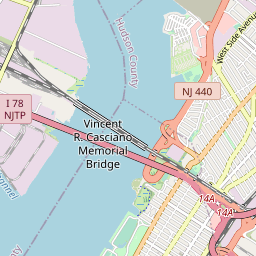 Hudson County
West Side Avenue
I 78
NJTP
NJ 440
Vincent
R. Casciano
Memorial
Bridge
14A
14A